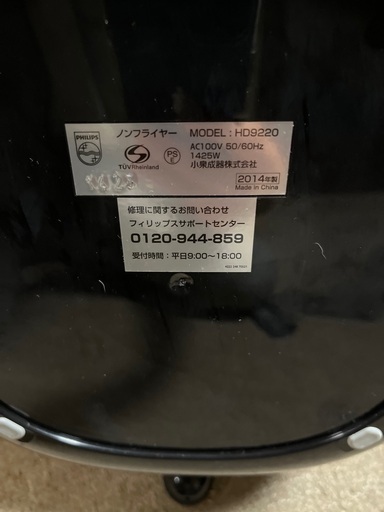 PHILIPS ノンフライヤー MODEL : HD9220
TÜVRheinland PS E AC100V 50/60Hz
1425W
小泉成器株式会社
2014年製
Made in China
修理に関するお問い合わせ
フィリップスサポートセンター
0120-944-859
受付時間：平日9:00〜18:00